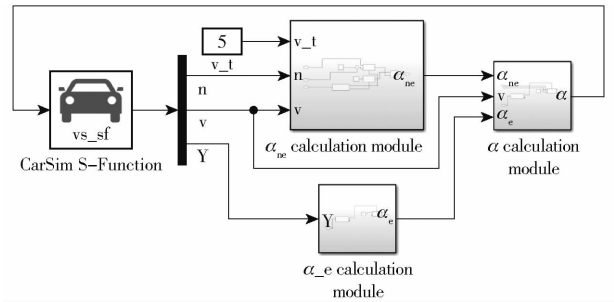 5
v_t
v_t
n
n
α_ne
v
v
Y
vs_sf
CarSim S-Function
α_ne calculation module
α_ne
v
α_e
α
α calculation
module
Y
α_e
α_e calculation
module